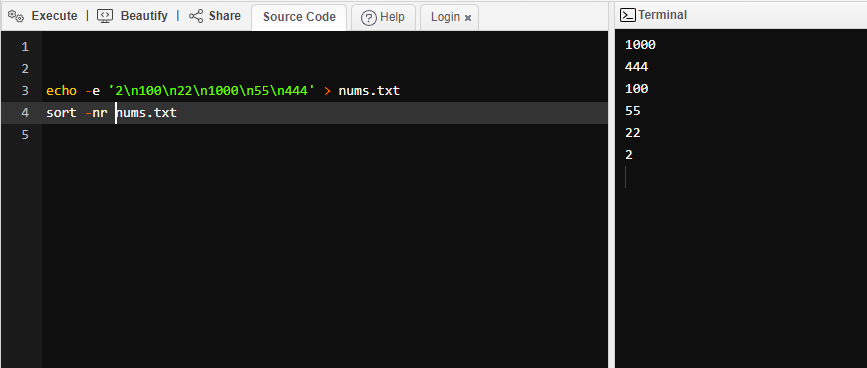 Execute | Beautify | Share Source Code Help Login ×
1
2
3 echo -e '2\n100\n22\n1000\n55\n444' > nums.txt
4 sort -nr nums.txt
5
Terminal
1000
444
100
55
22
2